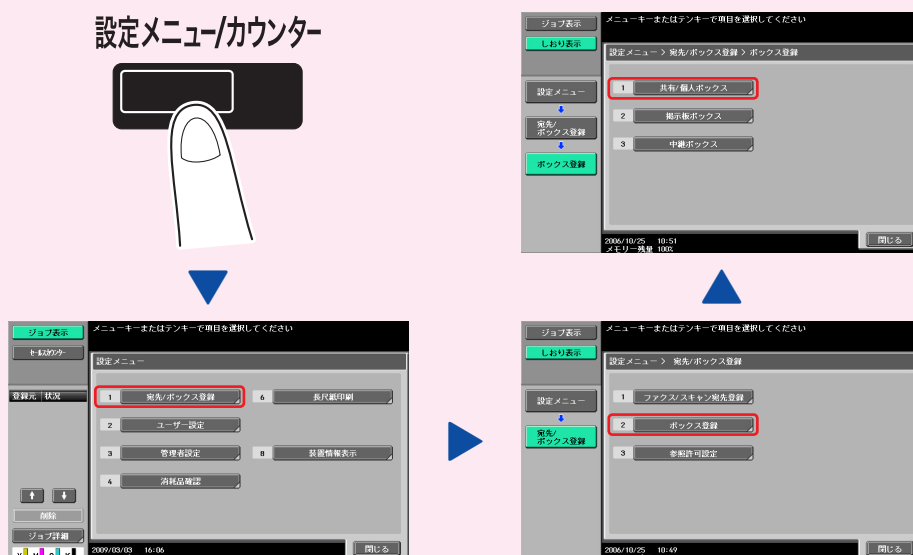 設定メニュー/カウンター
ジョブ表示
セールスカウンター
メニューキーまたはテンキーで項目を選択してください
設定メニュー
登録元 状況
1 宛先/ボックス登録
6 長尺紙印刷
2 ユーザー設定
3 管理者設定
8 装置情報表示
4 消耗品確認
削除
ジョブ詳細
2009/03/03 16:06
閉じる
ジョブ表示
しおり表示
メニューキーまたはテンキーで項目を選択してください
設定メニュー > 宛先/ボックス登録
設定メニュー
宛先/
ボックス登録
1 ファクス/スキャン宛先登録
2 ボックス登録
3 参照許可設定
2006/10/25 10:49
閉じる
ジョブ表示
しおり表示
メニューキーまたはテンキーで項目を選択してください
設定メニュー > 宛先/ボックス登録 > ボックス登録
設定メニュー
宛先/
ボックス登録
ボックス登録
1 共有/個人ボックス
2 掲示板ボックス
3 中継ボックス
2006/10/25 10:51
メモリー残量 100%
閉じる